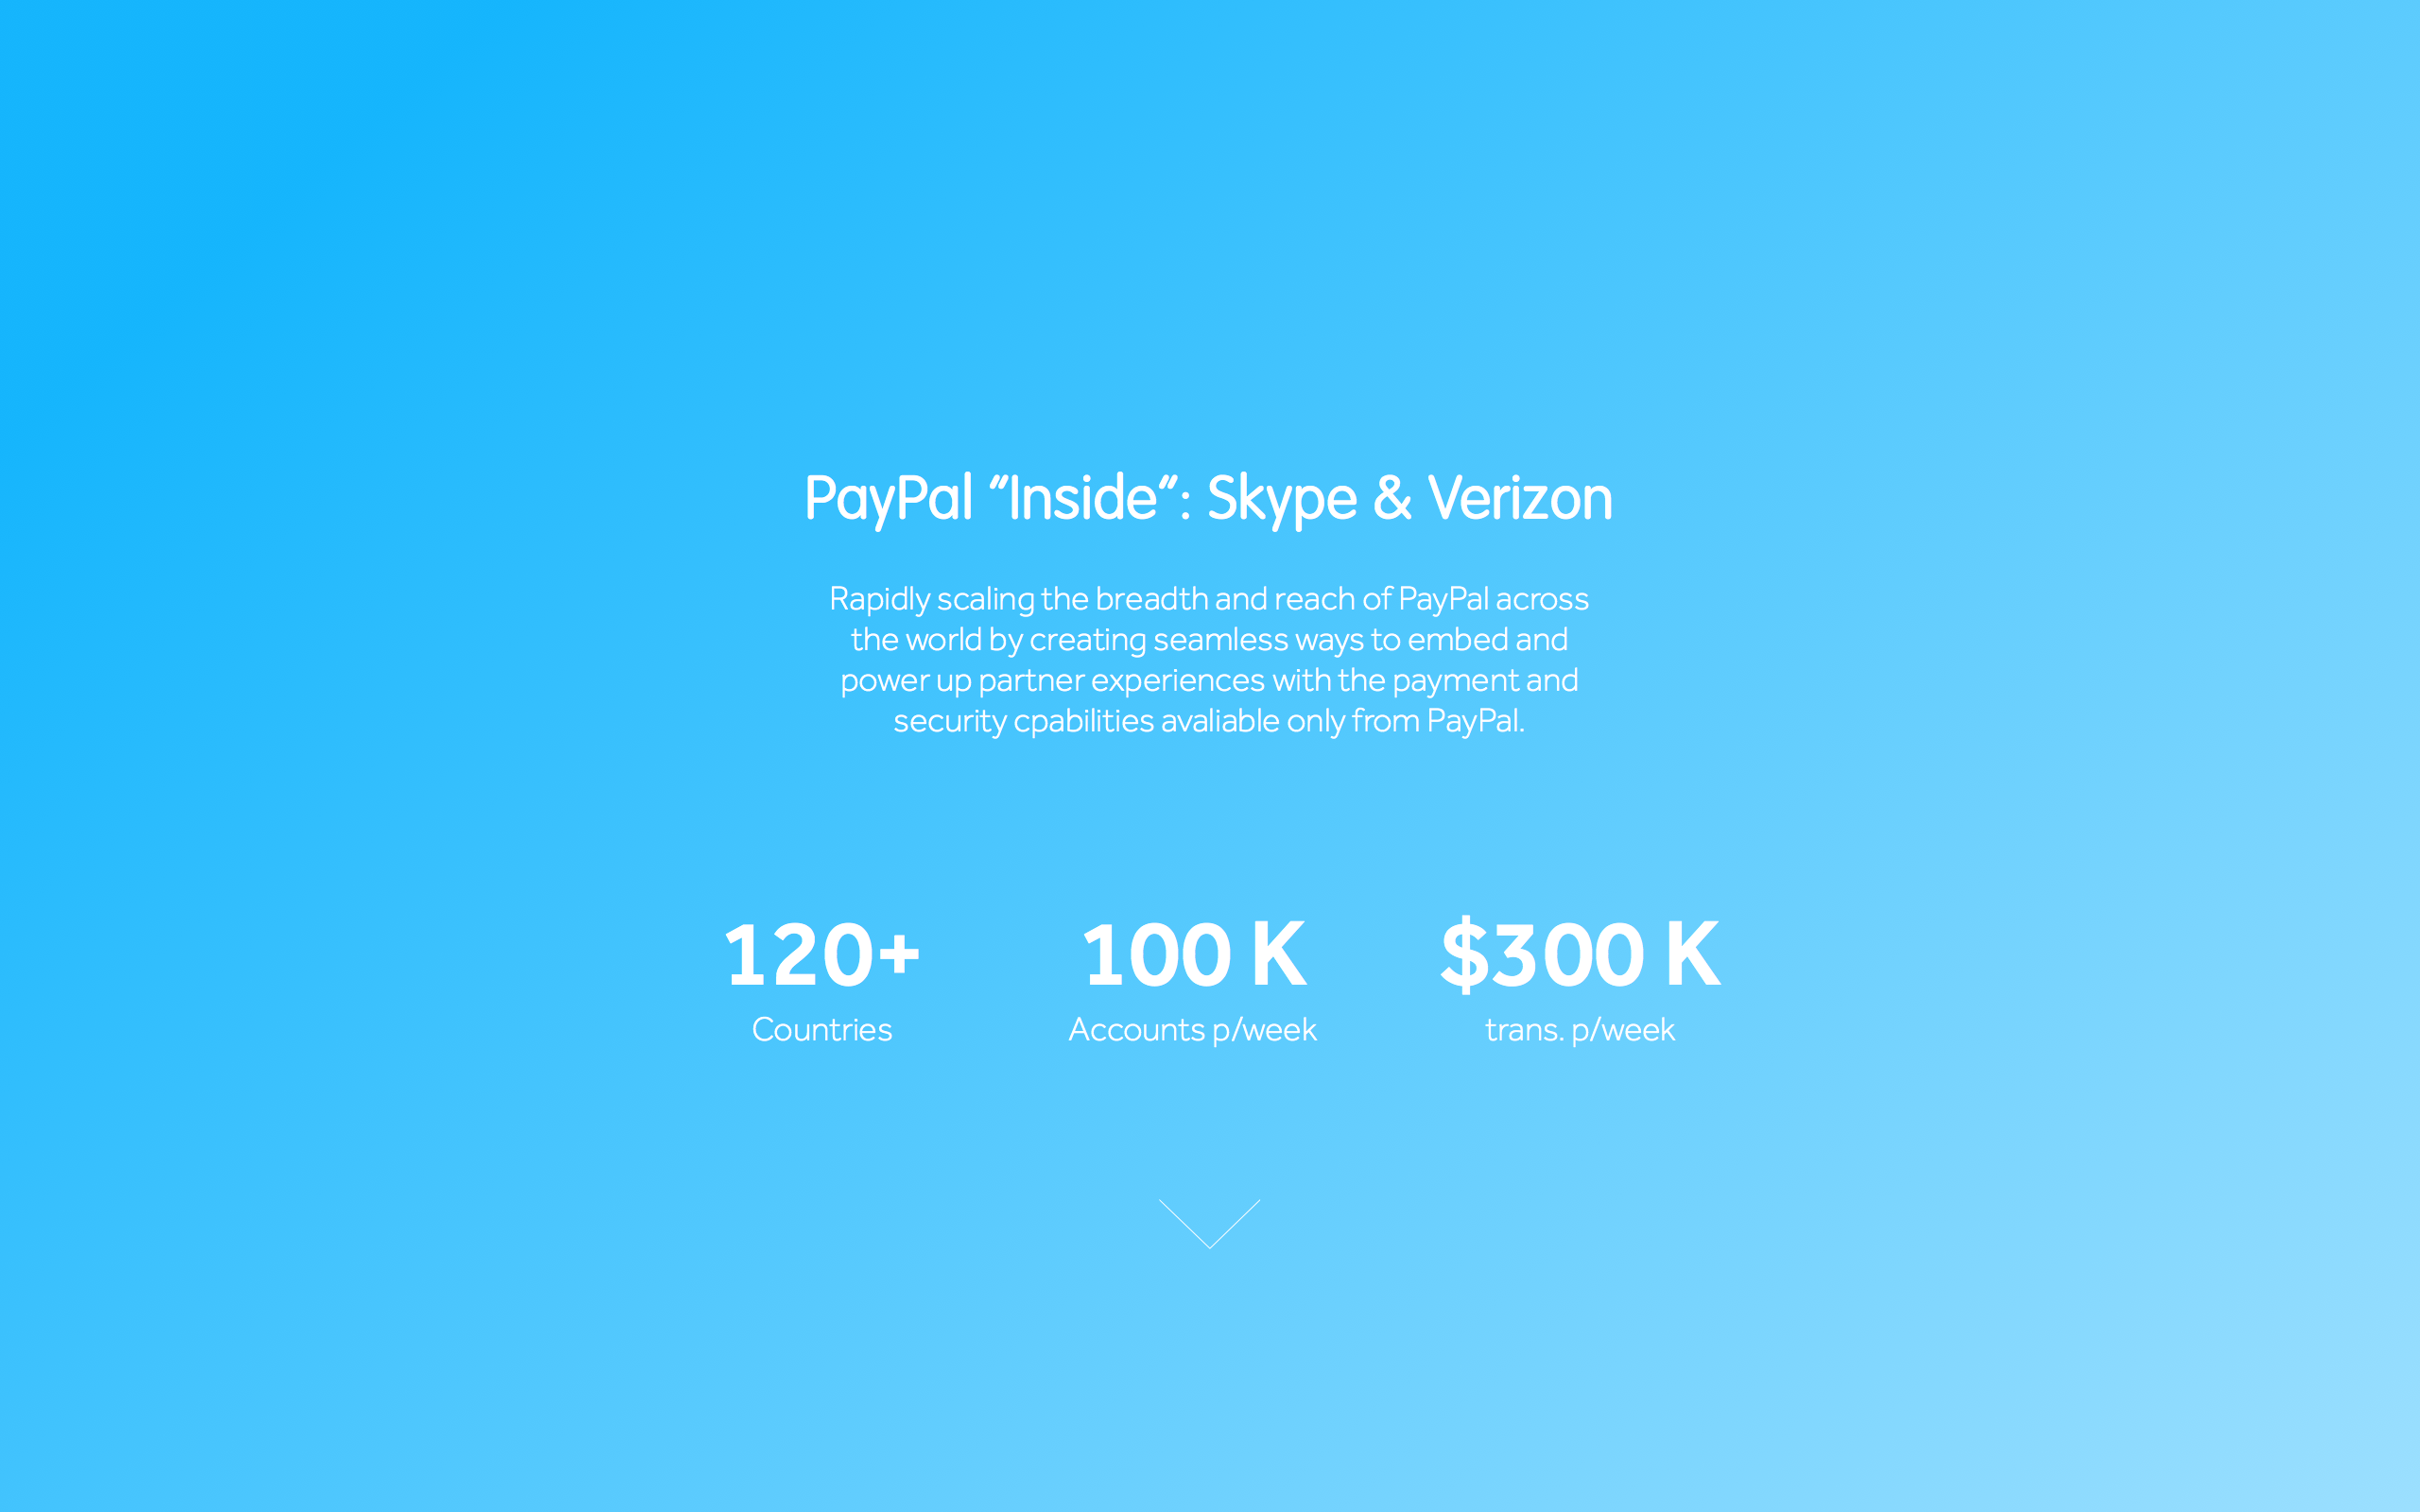 PayPal "Inside": Skype & Verizon
Rapidly scaling the breadth and reach of PayPal across
the world by creating seamless ways to embed and
power up partner experiences with the payment and
security cpabilities avaliable only from PayPal.
120+ 100 K $300 K
Countries Accounts p/week trans. p/week